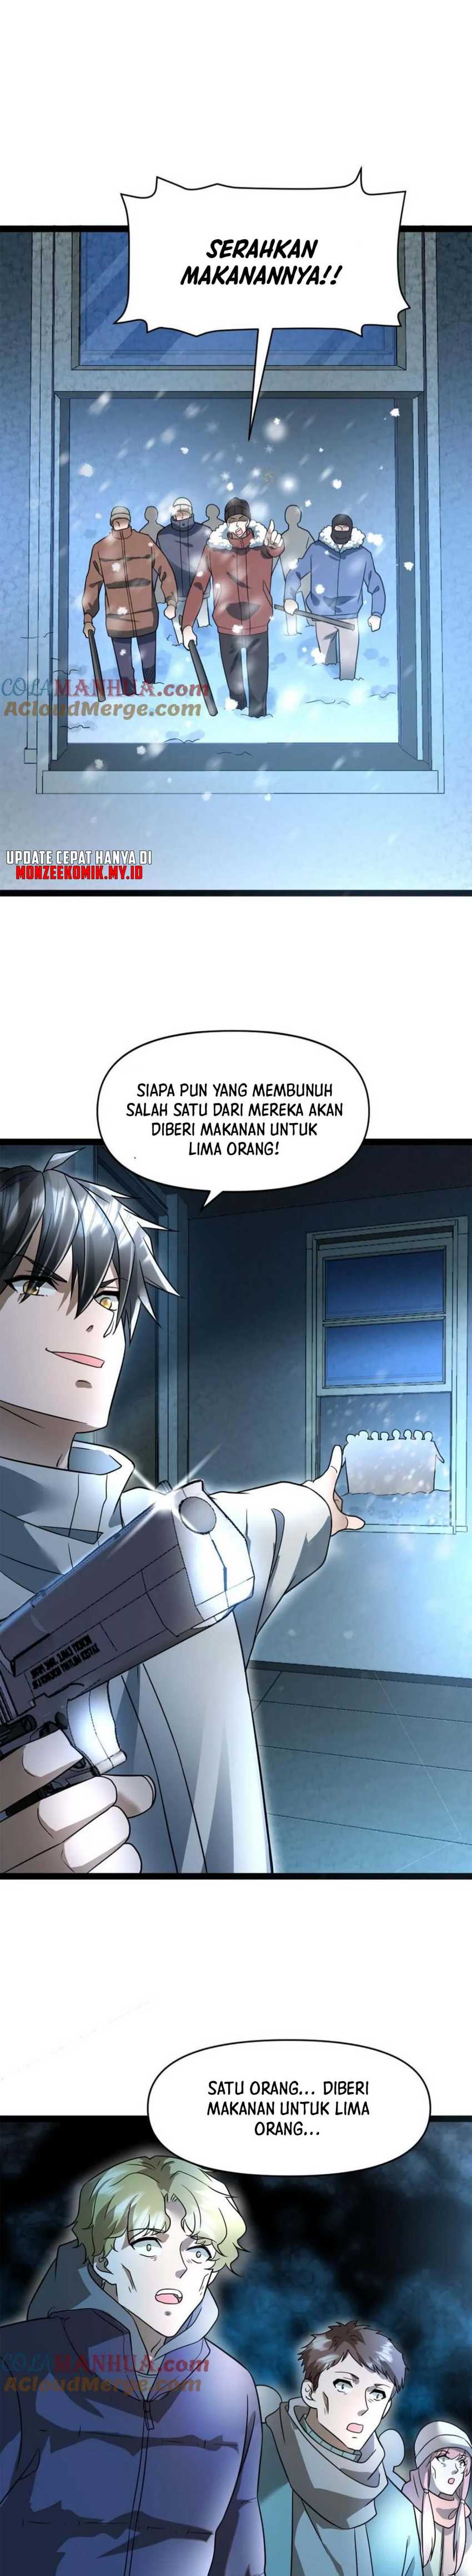 SERAHKAN
MAKANANNYA!!
COLAMANHUA.com
ACloudMerge.com
UPDATE CEPAT HANYA DI
MONZEEKOMIK.MY.ID
SIAPA PUN YANG MEMBUNUH
SALAH SATU DARI MEREKA AKAN
DIBERI MAKANAN UNTUK
LIMA ORANG!
SATU ORANG... DIBERI
MAKANAN UNTUK LIMA
ORANG...
COLAMANHUA.com
ACloudMerge.com